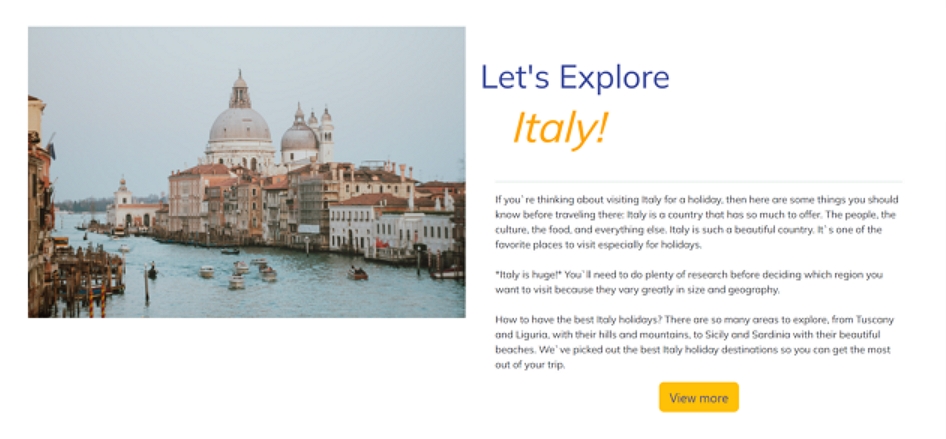 Let's Explore
Italy!
If you`re thinking about visiting Italy for a holiday, then here are some things you should
know before traveling there: Italy is a country that has so much to offer. The people, the
culture, the food, and everything else. Italy is such a beautiful country. It`s one of the
favorite places to visit especially for holidays.
"Italy is huge!" You`ll need to do plenty of research before deciding which region you
want to visit because they vary greatly in size and geography.
How to have the best Italy holidays? There are so many areas to explore, from Tuscany
and Liguria, with their hills and mountains, to Sicily and Sardinia with their beautiful
beaches. We`ve picked out the best Italy holiday destinations so you can get the most
out of your trip.
View more